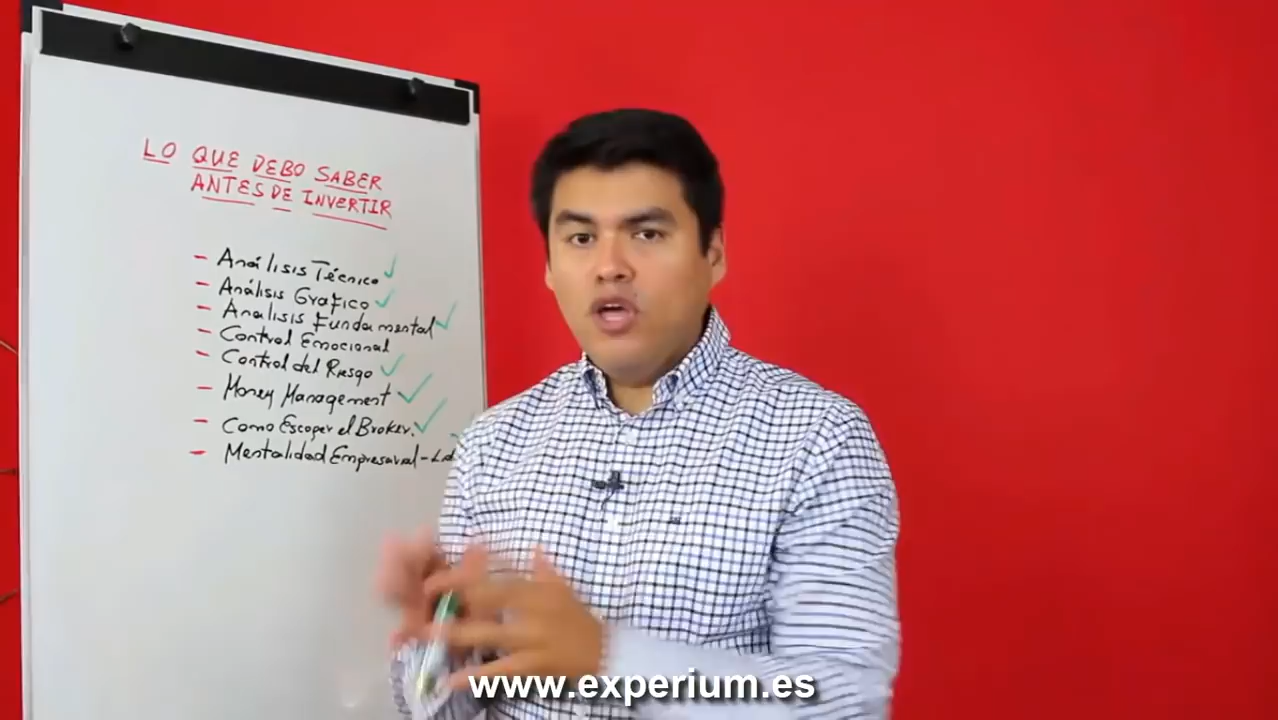 LO QUE DEBO SABER
ANTES DE INVERTIR
- Análisis Técnico ✓
- Análisis Gráfico ✓
- Analisis Fundamental ✓
- Control Emocional
- Control del Riesgo ✓
- Money Management ✓
- Como Escoger el Broker. ✓
- Mentalidad Empresarial -
www.experium.es